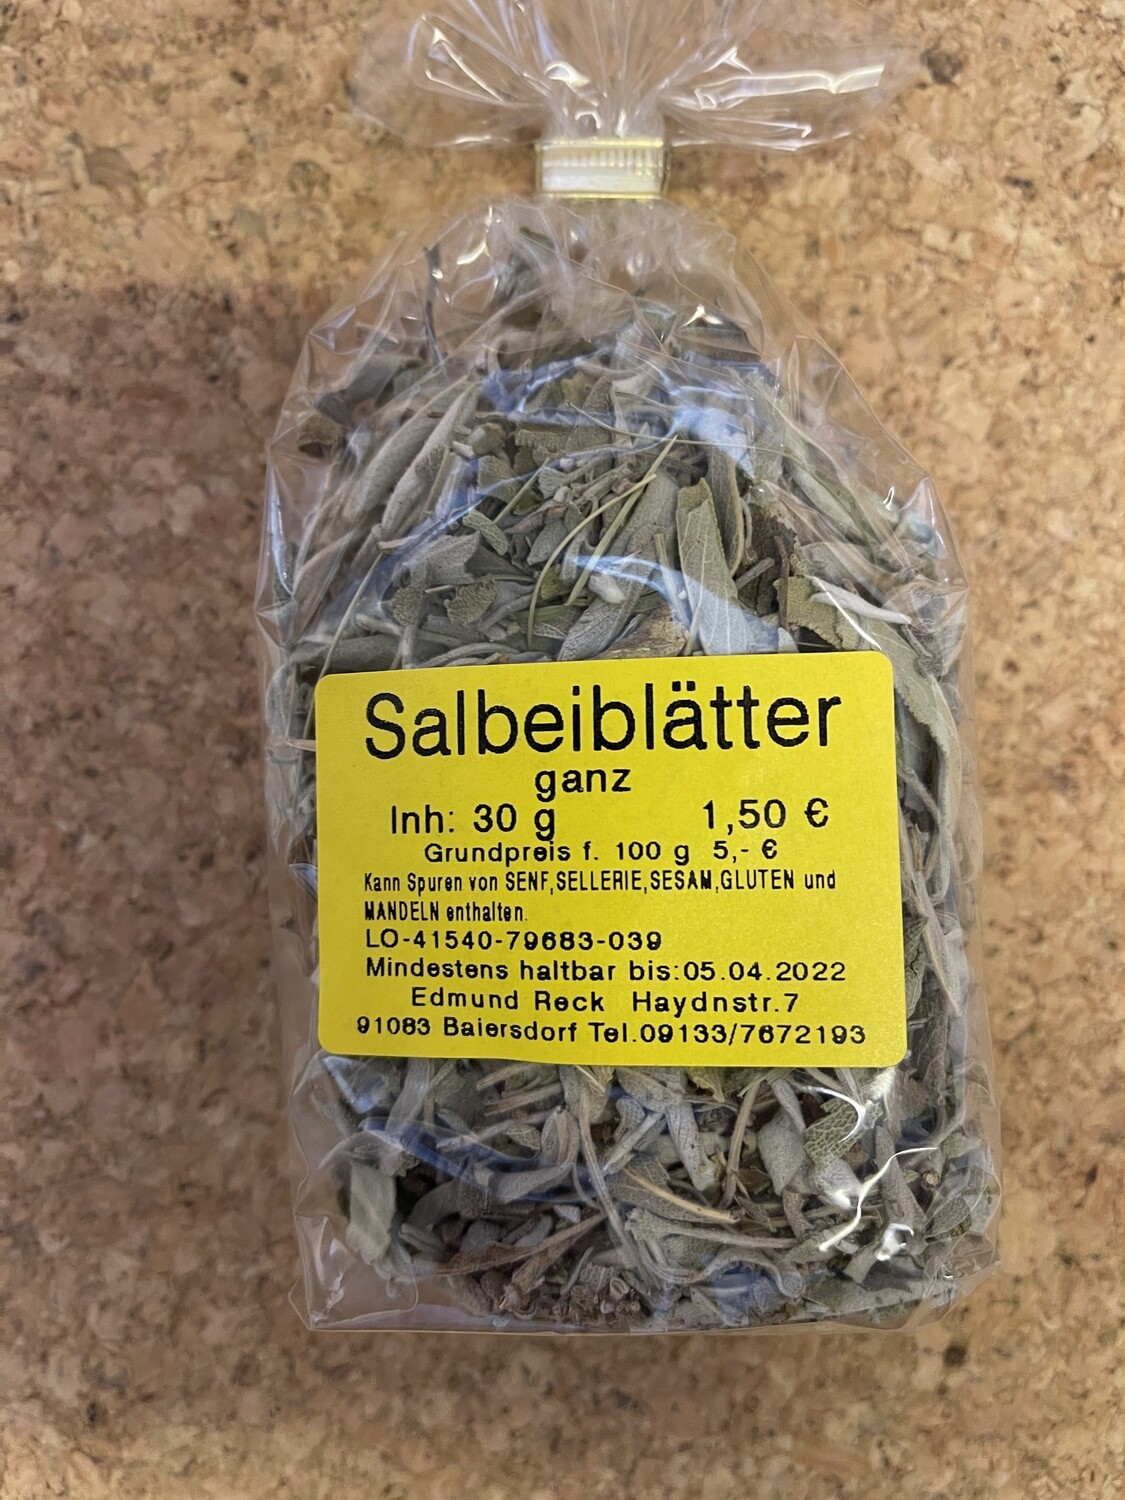 Salbeiblätter
ganz
Inh: 30 g 1,50 €
Grundpreis f. 100 g 5,- €
Kann Spuren von SENF,SELLERIE,SESAM,GLUTEN und
MANDELN enthalten.
LO-41540-79683-039
Mindestens haltbar bis:05.04.2022
Edmund Reck Haydnstr.7
91083 Baiersdorf Tel.09133/7672193